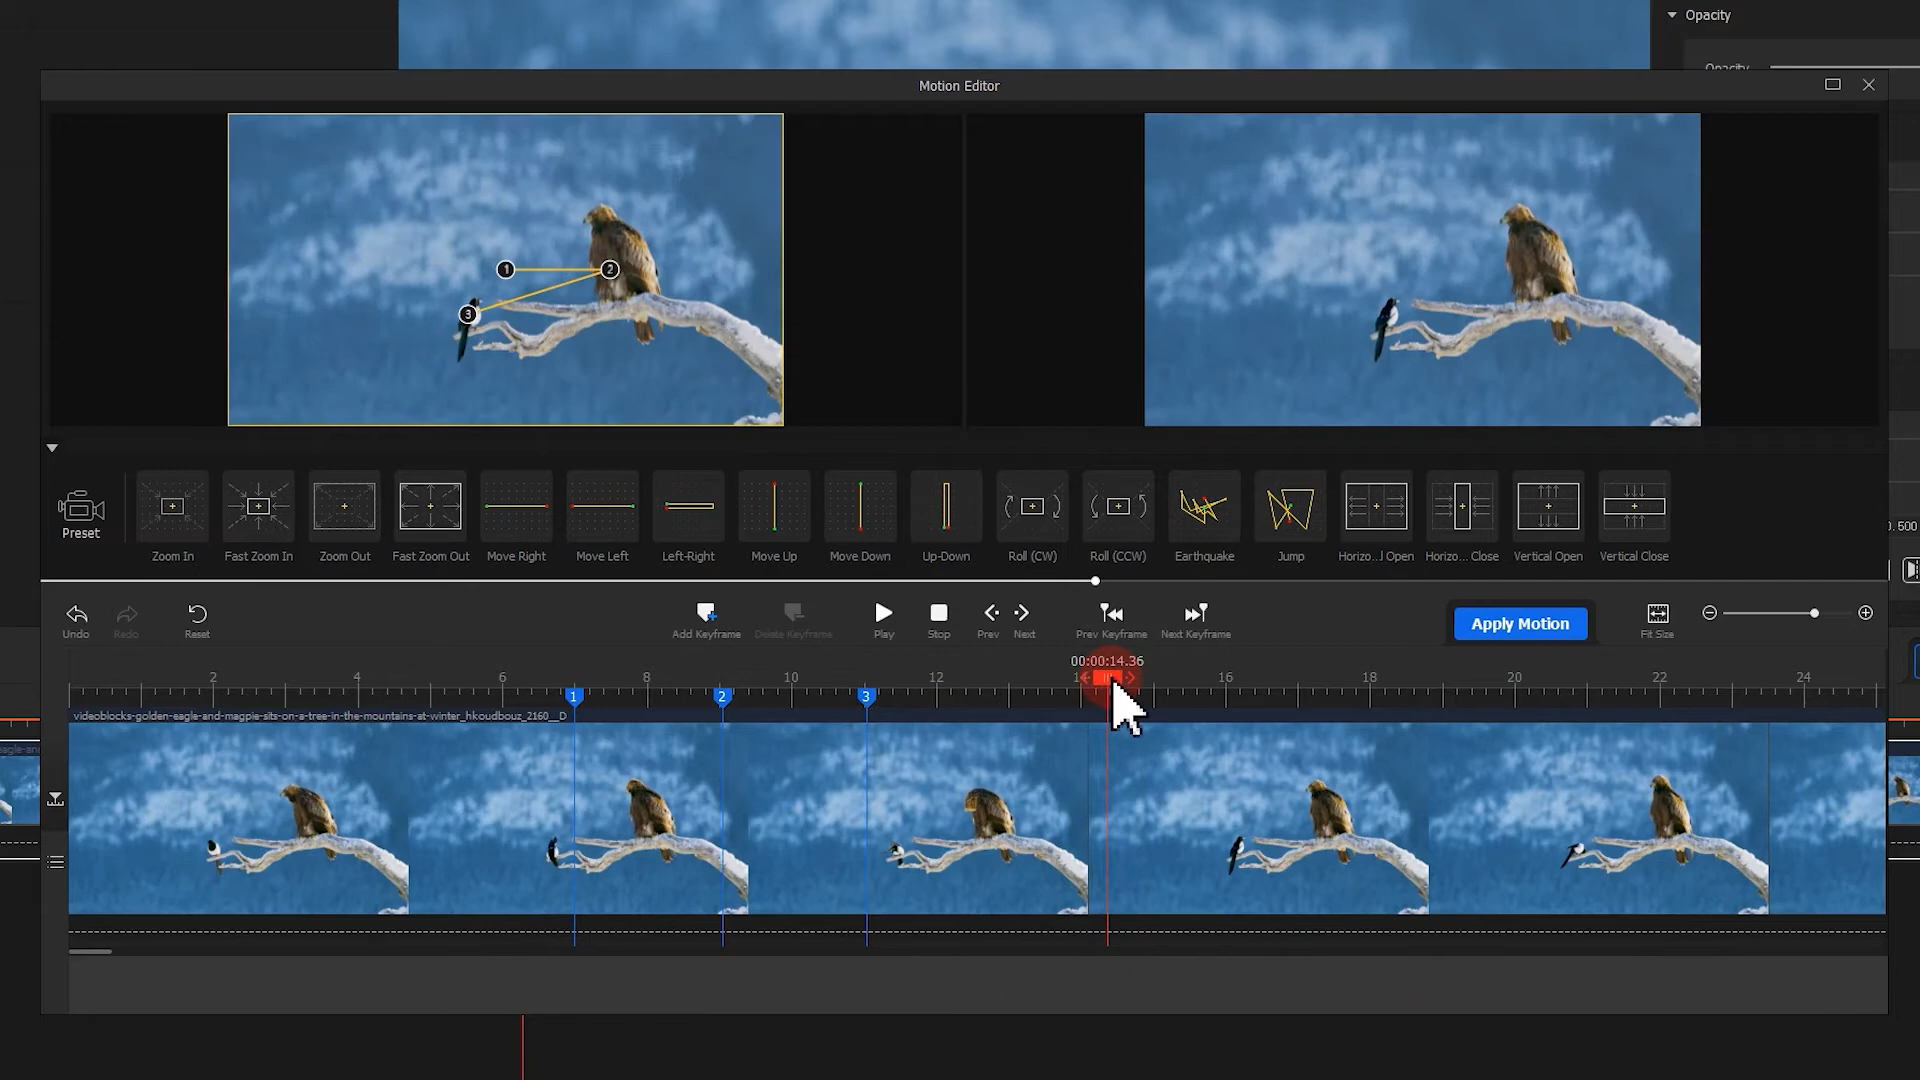 Opacity
Opacity
Motion Editor
1
2
3
Preset
Zoom In
Fast Zoom In
Zoom Out
Fast Zoom Out
Move Right
Move Left
Left-Right
Move Up
Move Down
Up-Down
Roll (CW)
Roll (CCW)
Earthquake
Jump
Horizo...l Open
Horizo... Close
Vertical Open
Vertical Close
0.500
Undo
Redo
Reset
Add Keyframe
Delete Keyframe
Play
Stop
Prev
Next
Prev Keyframe
Next Keyframe
Apply Motion
Fit Size
00:00:14.36
2 4 6 8 10 12 16 18 20 22 24
1 2 3
videoblocks-golden-eagle-and-magpie-sits-on-a-tree-in-the-mountains-at-winter_hkoudbouz_2160__D
eagle-an